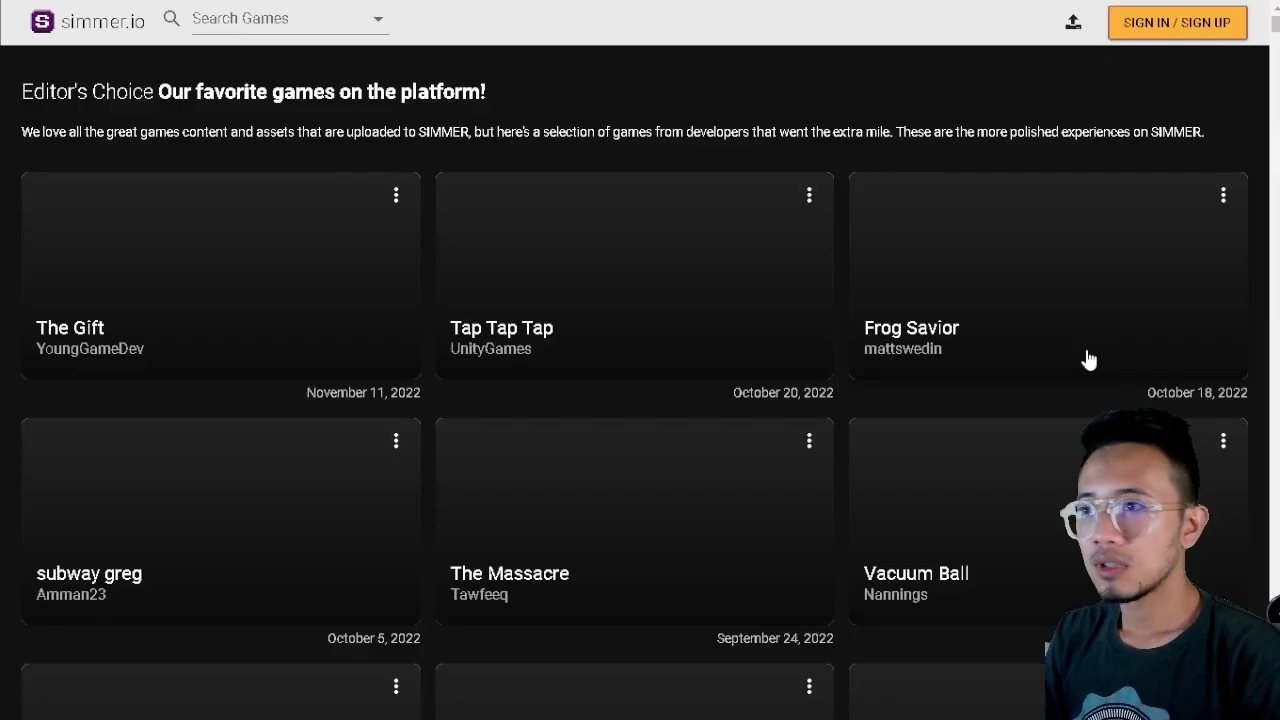 simmer.io
Search Games
SIGN IN / SIGN UP
Editor's Choice Our favorite games on the platform!
We love all the great games content and assets that are uploaded to SIMMER, but here's a selection of games from developers that went the extra mile. These are the more polished experiences on SIMMER.
The Gift
YoungGameDev
November 11, 2022
Tap Tap Tap
UnityGames
October 20, 2022
Frog Savior
mattswedin
October 18, 2022
subway greg
Amman23
October 5, 2022
The Massacre
Tawfeeq
September 24, 2022
Vacuum Ball
Nannings